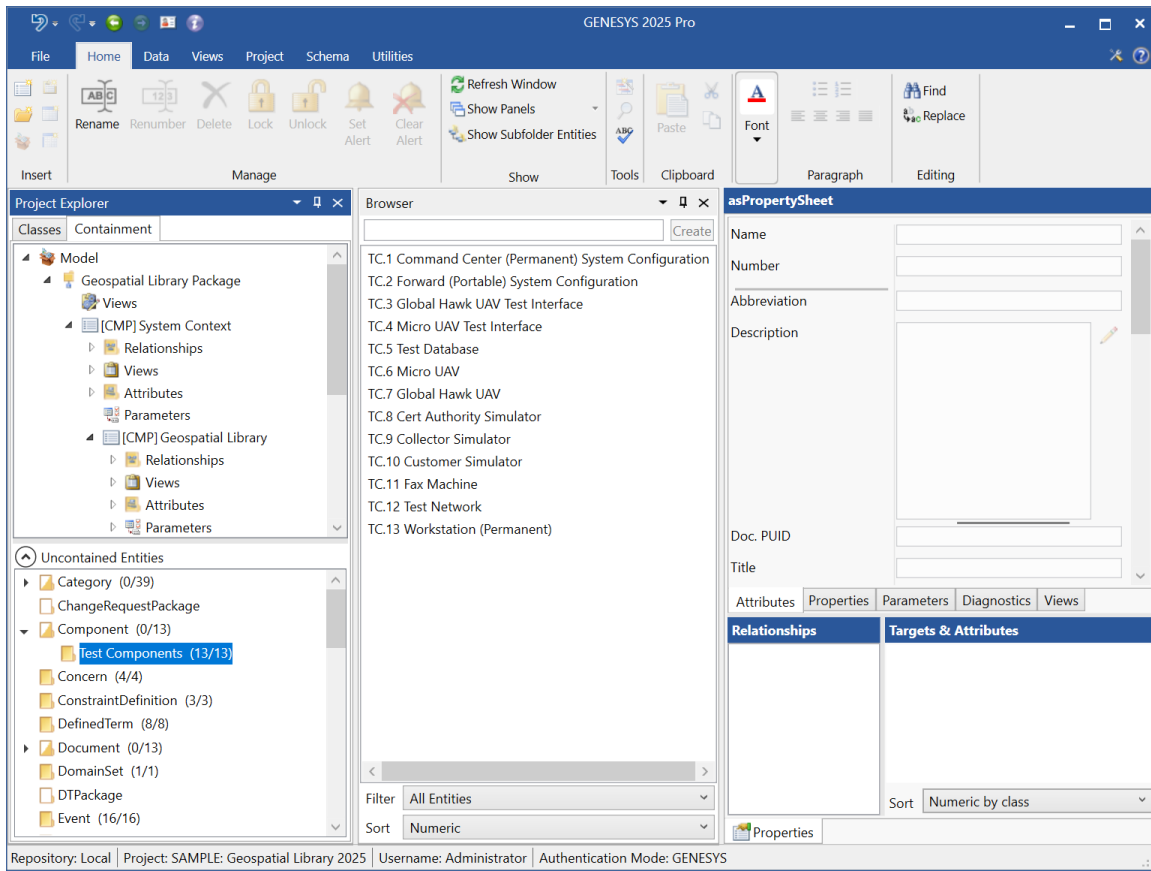 GENESYS 2025 Pro
File Home Data Views Project Schema Utilities
Rename
Renumber
Delete
Lock
Unlock
Set Alert
Clear Alert
Refresh Window
Show Panels
Show Subfolder Entities
ABC
Paste
A
Font
Find
Replace
Insert Manage Show Tools Clipboard Paragraph Editing
Project Explorer
Classes Containment
Model
Geospatial Library Package
Views
[CMP] System Context
Relationships
Views
Attributes
Parameters
[CMP] Geospatial Library
Relationships
Views
Attributes
Parameters
Uncontained Entities
Category (0/39)
ChangeRequestPackage
Component (0/13)
Test Components (13/13)
Concern (4/4)
ConstraintDefinition (3/3)
DefinedTerm (8/8)
Document (0/13)
DomainSet (1/1)
DTPackage
Event (16/16)
Browser
Create
TC.1 Command Center (Permanent) System Configuration
TC.2 Forward (Portable) System Configuration
TC.3 Global Hawk UAV Test Interface
TC.4 Micro UAV Test Interface
TC.5 Test Database
TC.6 Micro UAV
TC.7 Global Hawk UAV
TC.8 Cert Authority Simulator
TC.9 Collector Simulator
TC.10 Customer Simulator
TC.11 Fax Machine
TC.12 Test Network
TC.13 Workstation (Permanent)
Filter All Entities
Sort Numeric
asPropertySheet
Name
Number
Abbreviation
Description
Doc. PUID
Title
Attributes Properties Parameters Diagnostics Views
Relationships
Targets & Attributes
Sort Numeric by class
Properties
Repository: Local Project: SAMPLE: Geospatial Library 2025 Username: Administrator Authentication Mode: GENESYS